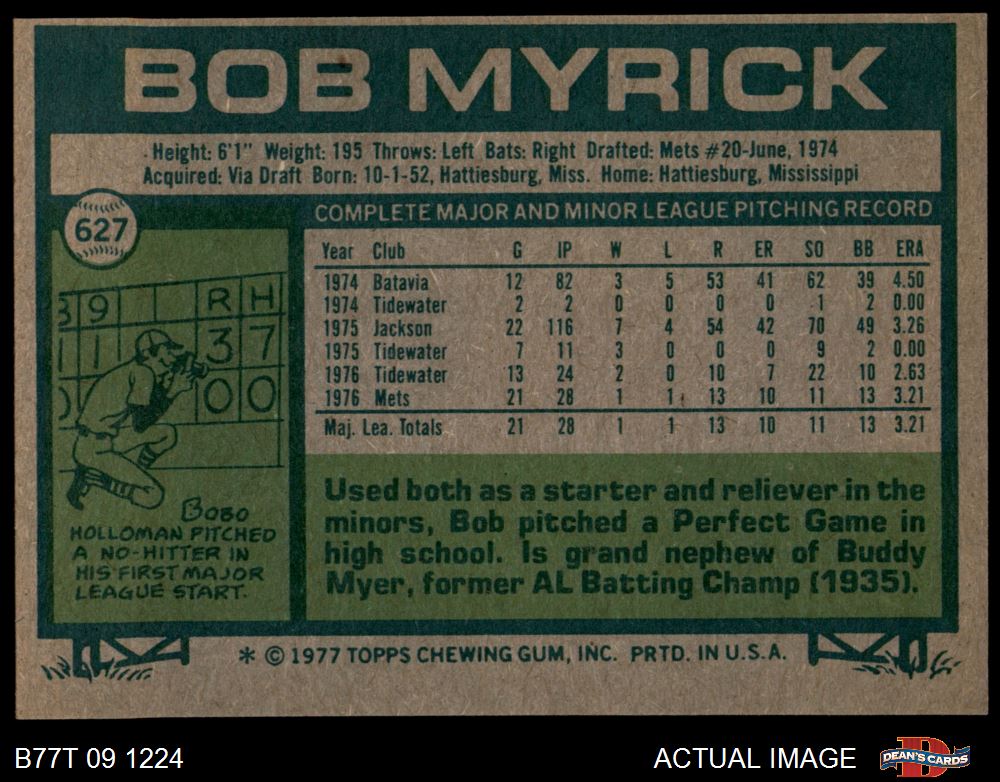 BOB MYRICK
Height: 6'1" Weight: 195 Throws: Left Bats: Right Drafted: Mets #20-June, 1974
Acquired: Via Draft Born: 10-1-52, Hattiesburg, Miss. Home: Hattiesburg, Mississippi
627
COMPLETE MAJOR AND MINOR LEAGUE PITCHING RECORD
Year Club G IP W L R ER SO BB ERA
1974 Batavia 12 82 3 5 53 41 62 39 4.50
1974 Tidewater 2 2 0 0 0 0 1 2 0.00
1975 Jackson 22 116 7 4 54 42 70 49 3.26
1975 Tidewater 7 11 3 0 0 0 9 2 0.00
1976 Tidewater 13 24 2 0 10 7 22 10 2.63
1976 Mets 21 28 1 1 13 10 11 13 3.21
Maj. Lea. Totals 21 28 1 1 13 10 11 13 3.21
8 9 R H
1 1 3 7
0 0 0
BOBO
HOLLOMAN PITCHED
A NO-HITTER IN
HIS FIRST MAJOR
LEAGUE START.
Used both as a starter and reliever in the
minors, Bob pitched a Perfect Game in
high school. Is grand nephew of Buddy
Myer, former AL Batting Champ (1935).
* © 1977 TOPPS CHEWING GUM, INC. PRTD. IN U.S.A.
B77T 09 1224
ACTUAL IMAGE
DEAN'S CARDS